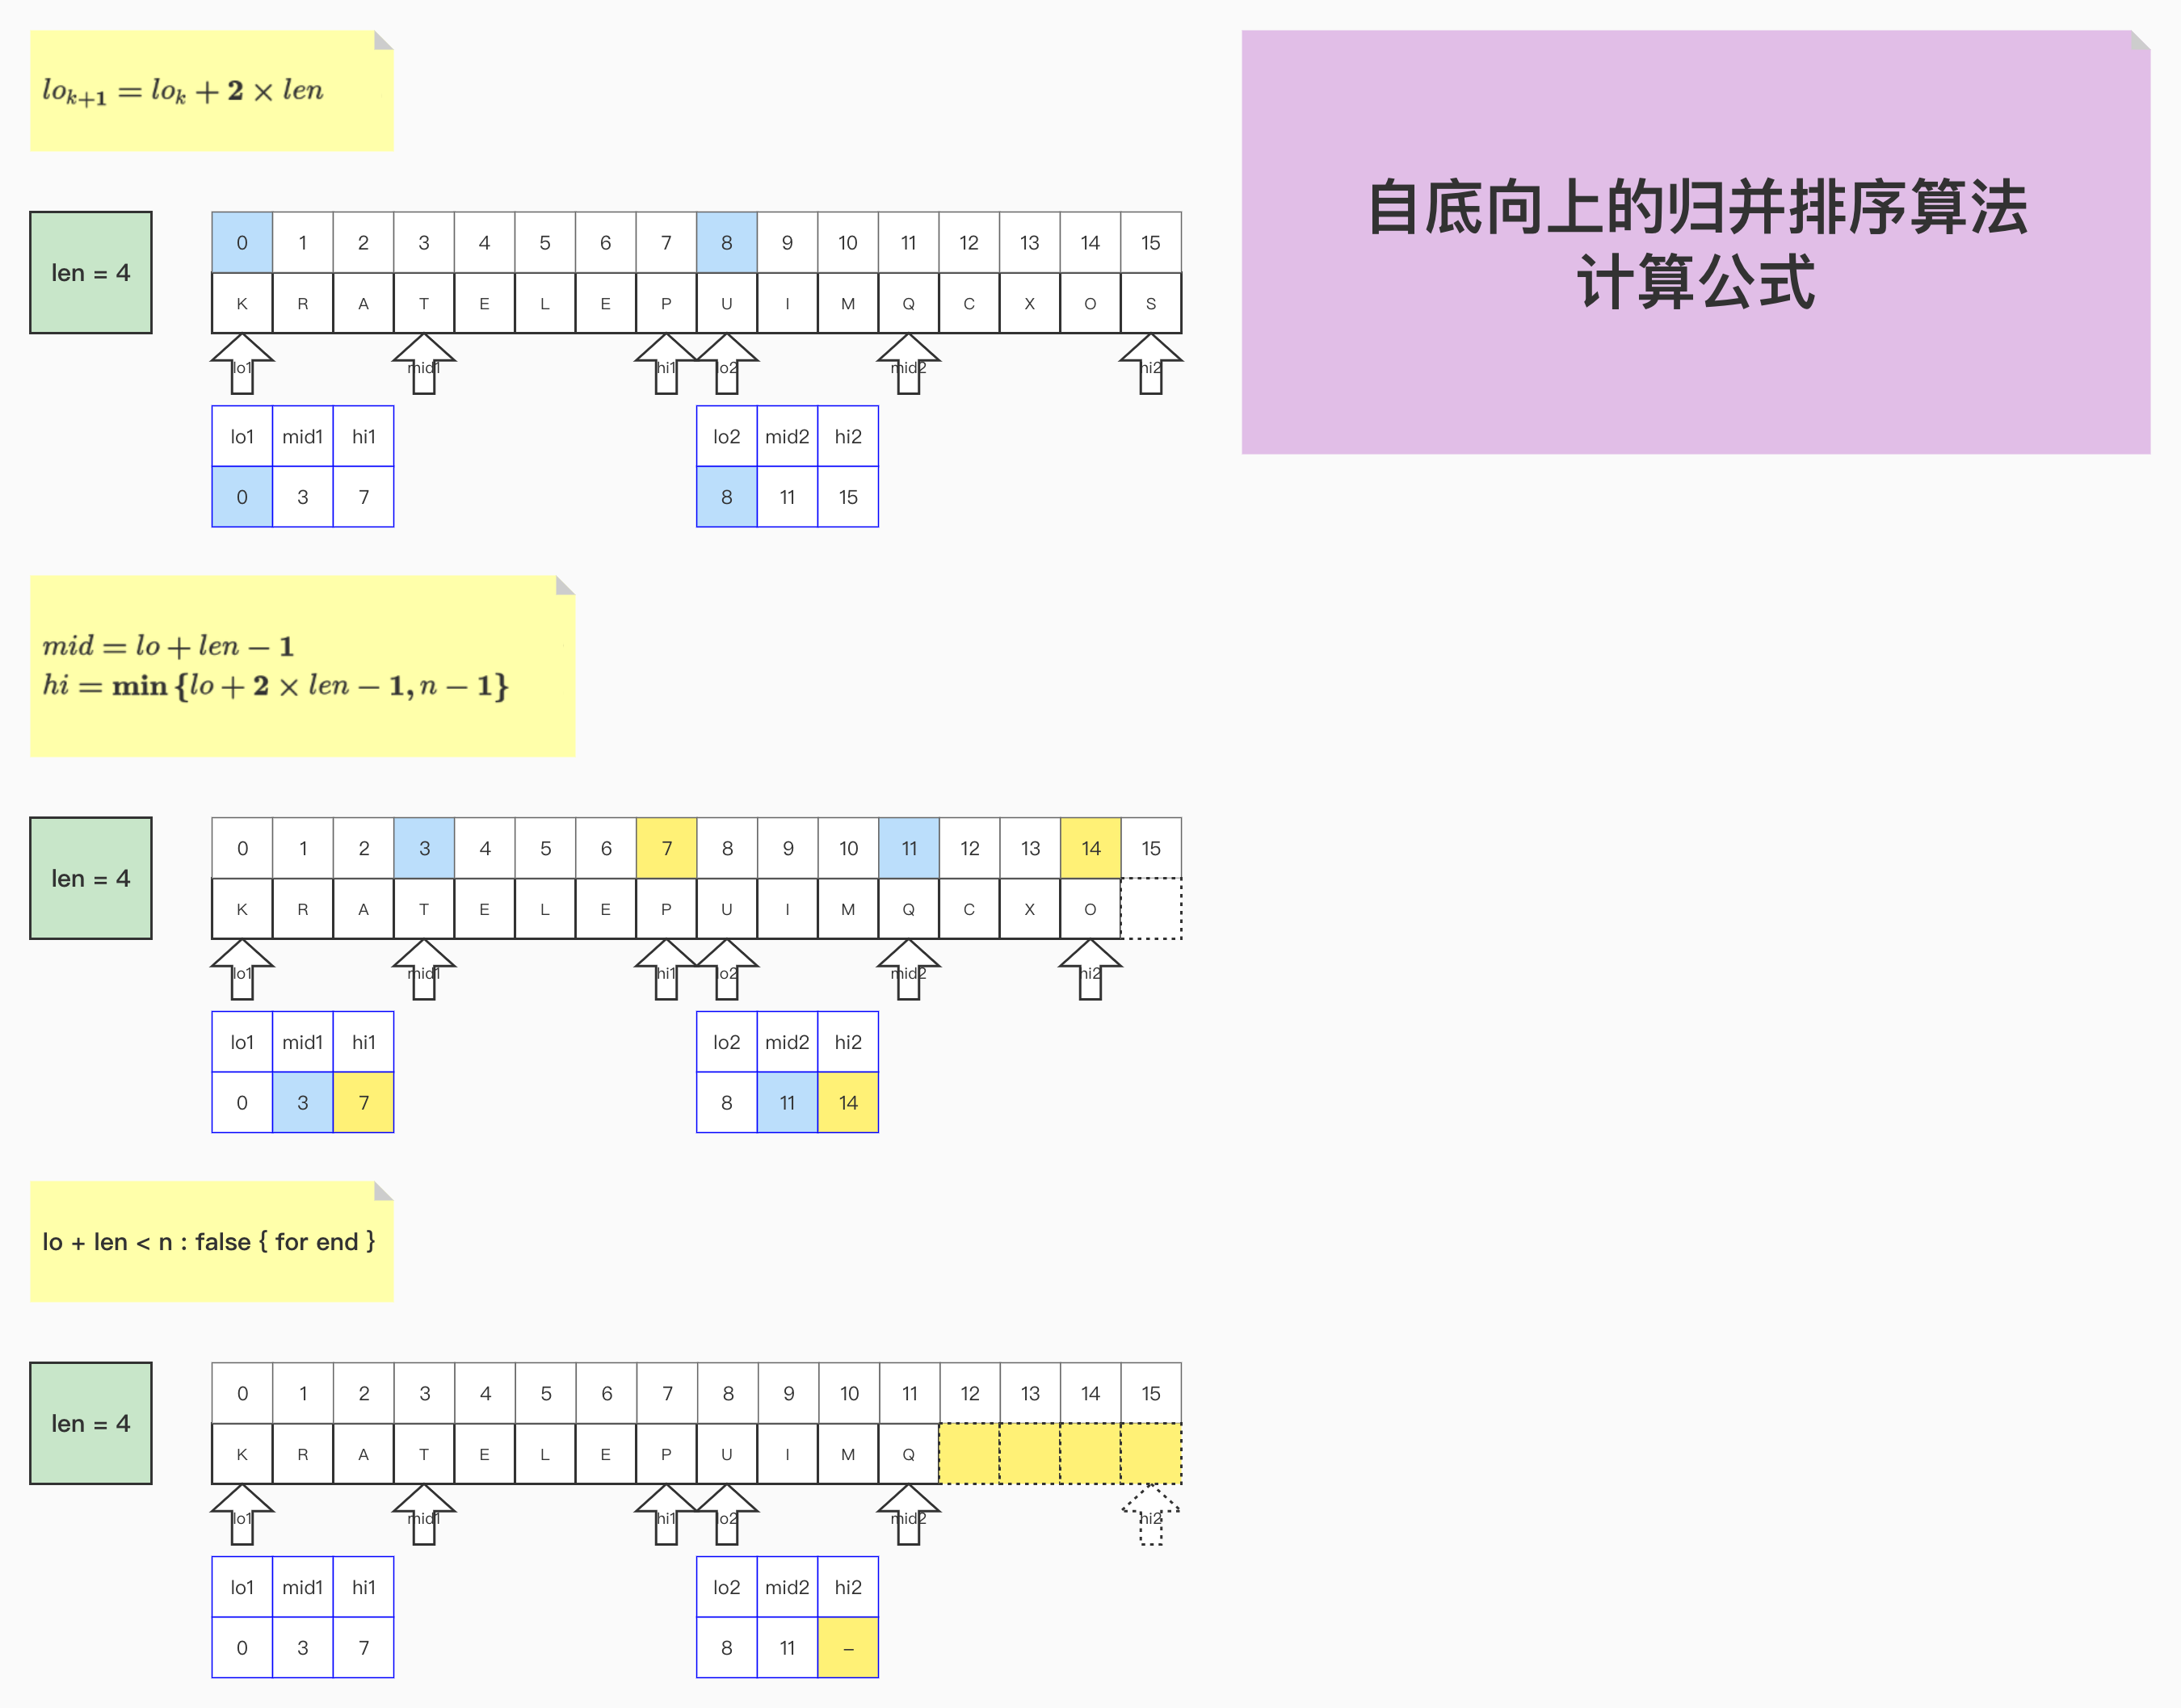 lo_{k+1} = lo_k + 2 × len
自底向上的归并排序算法
计算公式
len = 4
0 1 2 3 4 5 6 7 8 9 10 11 12 13 14 15
K R A T E L E P U I M Q C X O S
lo1 mid1 hi1 lo2 mid2 hi2
lo1 mid1 hi1 lo2 mid2 hi2
0 3 7 8 11 15
mid = lo + len − 1
hi = min {lo + 2 × len − 1, n − 1}
len = 4
0 1 2 3 4 5 6 7 8 9 10 11 12 13 14 15
K R A T E L E P U I M Q C X O
lo1 mid1 hi1 lo2 mid2 hi2
lo1 mid1 hi1 lo2 mid2 hi2
0 3 7 8 11 14
lo + len < n : false { for end }
len = 4
0 1 2 3 4 5 6 7 8 9 10 11 12 13 14 15
K R A T E L E P U I M Q
lo1 mid1 hi1 lo2 mid2 hi2
lo1 mid1 hi1 lo2 mid2 hi2
0 3 7 8 11 –